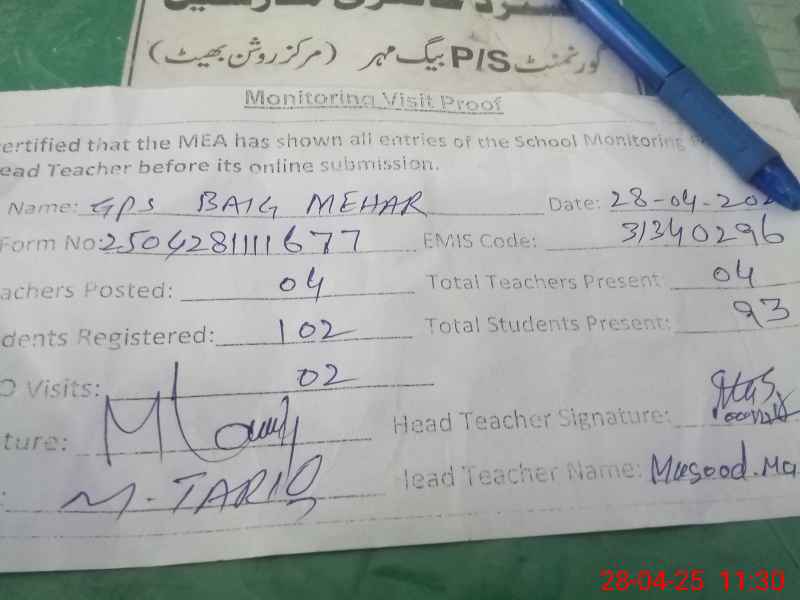 گورنمنٹ P/S بیگ مہر (مرکز روشن بھیٹ)
Monitoring Visit Proof
ertified that the MEA has shown all entries of the School Monitoring
ead Teacher before its online submission.
Name: GPS BAIG MEHAR Date: 28-04-202
Form No: 2504281111677 EMIS Code: 31340296
achers Posted: 04 Total Teachers Present: 04
dents Registered: 102 Total Students Present: 93
O Visits: 02
ture: Head Teacher Signature:
: M. TARIQ Head Teacher Name: Masood. Ma
28-04-25 11:30